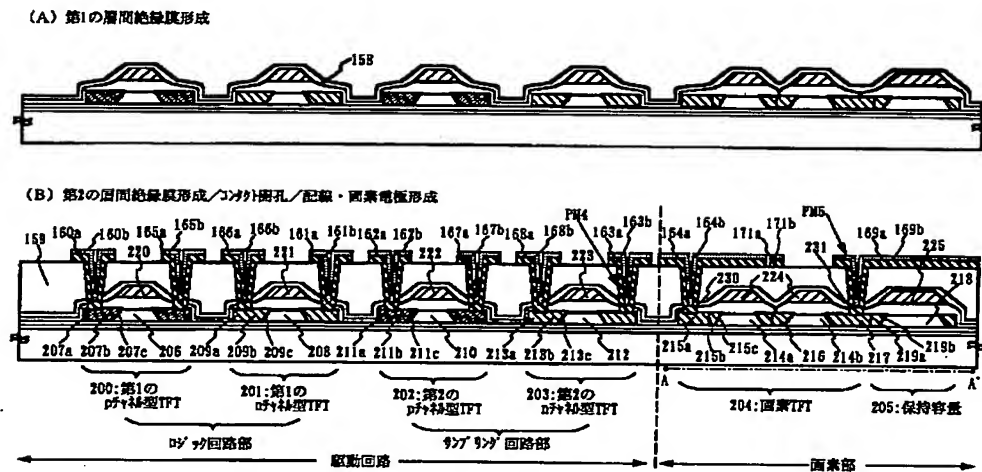 (A) 第1の層間絶縁膜形成
158
(B) 第2の層間絶縁膜形成/コンタクト開孔/配線・画素電極形成
160a 160b 165a 165b 166a 166b 161a 161b 162a 162b 167a 167b 168a 168b 163a 163b 164a 164b 171a 171b 169a 169b 225
PM4 PM5
220 221 222 223 230 224 231 218
159
207a 207b 207c 206 209a 209b 209c 208 211a 211b 211c 210 213a 213b 213c 212 215a 215b 215c 214a 216 214b 217 219a 219b
A A'
200:第1の pチャネル型TFT
201:第1の nチャネル型TFT
202:第2の pチャネル型TFT
203:第2の nチャネル型TFT
204:画素TFT
205:保持容量
ロジック回路部
サンプリング回路部
駆動回路
画素部